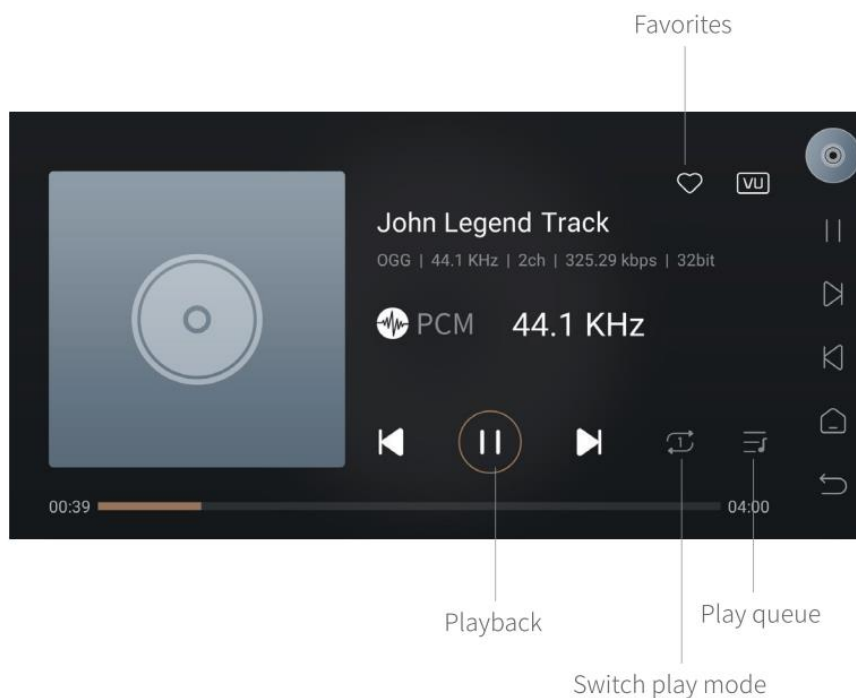 Favorites
VU
John Legend Track
OGG | 44.1 KHz | 2ch | 325.29 kbps | 32bit
PCM 44.1 KHz
1
00:39 04:00
Playback
Play queue
Switch play mode